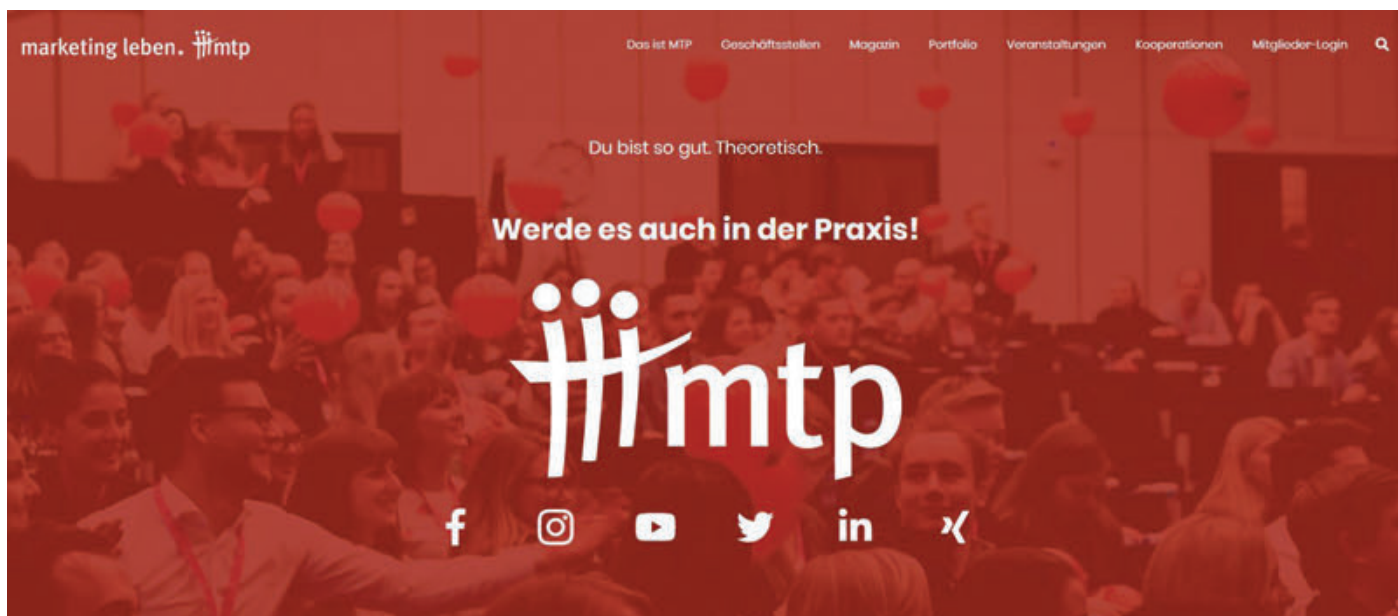 marketing leben. mtp
Das ist MTP Geschäftsstellen Magazin Portfolio Veranstaltungen Kooperationen Mitglieder-Login
Du bist so gut. Theoretisch.
Werde es auch in der Praxis!
mtp